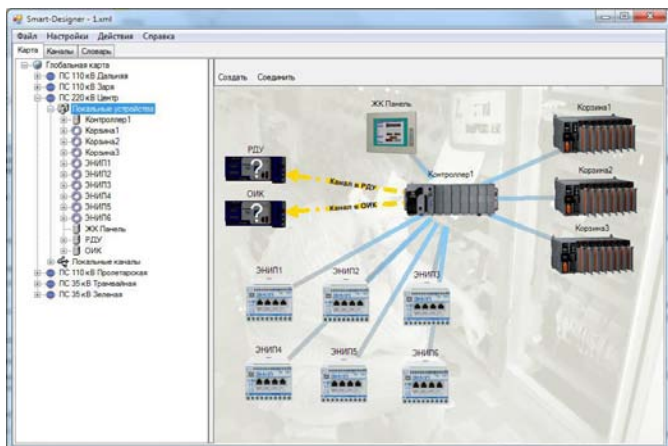 Smart-Designer - 1.xml
Файл Настройки Действия Справка
Карта Каналы Словарь
Глобальная карта
ПС 110 кВ Дальняя
ПС 110 кВ Заря
ПС 220 кВ Центр
Локальные устройства
Контроллер1
Корзина1
Корзина2
Корзина3
ЭНИП1
ЭНИП2
ЭНИП3
ЭНИП4
ЭНИП5
ЭНИП6
ЖК Панель
РДУ
ОИК
Локальные каналы
ПС 110 кВ Пролетарская
ПС 35 кВ Трамвайная
ПС 35 кВ Зеленая
Создать Соединить
ЖК Панель
Корзина1
РДУ
?
Канал в РДУ
Контроллер1
Корзина2
ОИК
?
Канал в ОИК
Корзина3
ЭНИП1 ЭНИП2 ЭНИП3
ЭНИП4 ЭНИП5 ЭНИП6